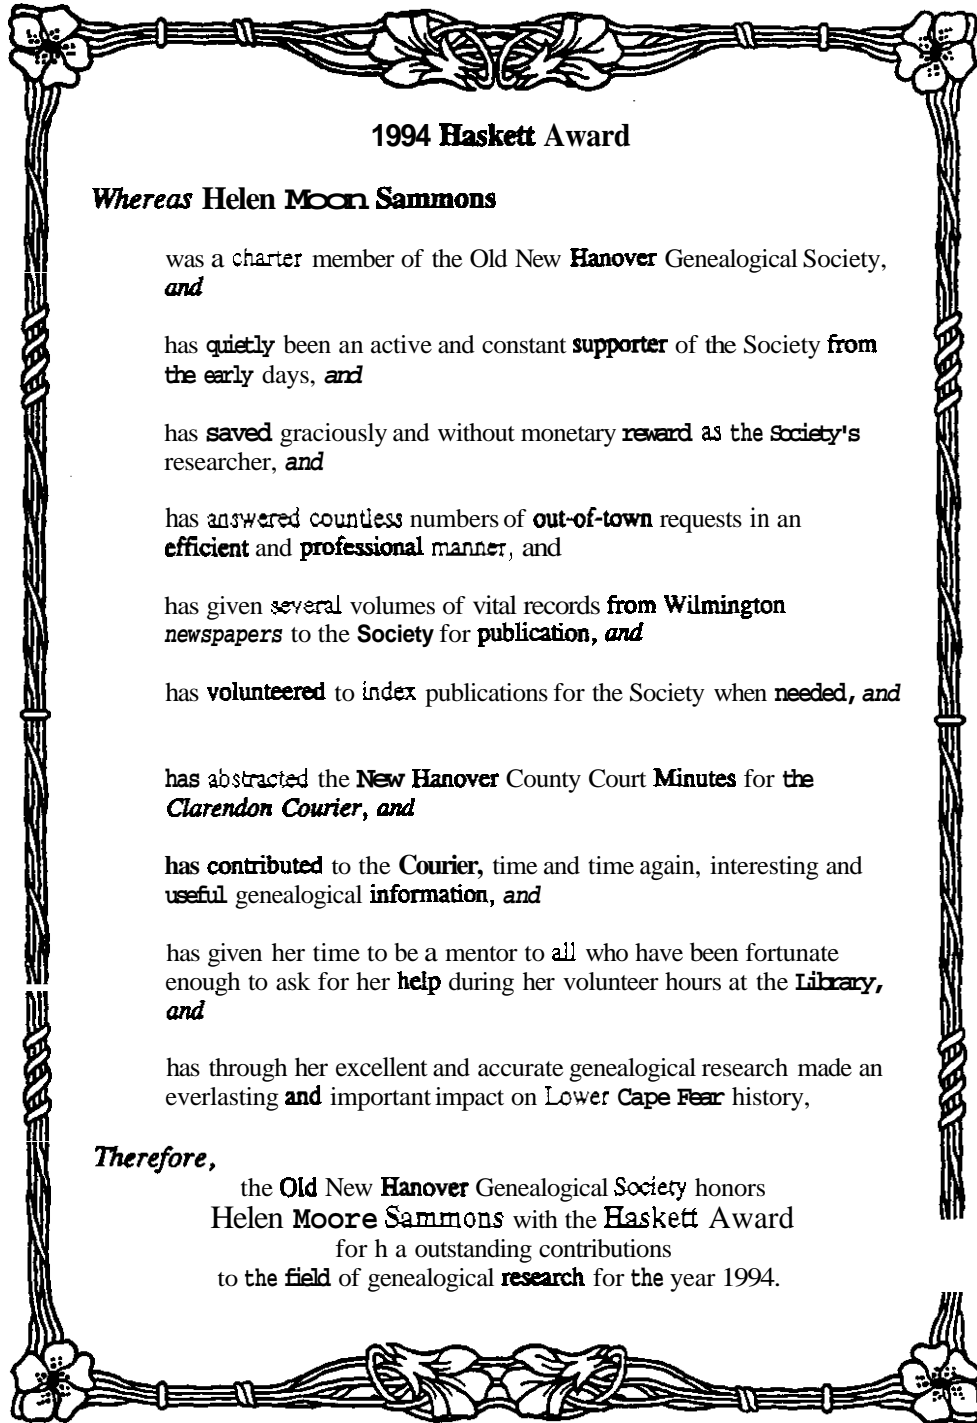 1994 Haskett Award
Whereas Helen Moon Sammons
was a charter member of the Old New Hanover Genealogical Society,
and
has quietly been an active and constant supporter of the Society from
the early days, and
has saved graciously and without monetary reward as the Society's
researcher, and
has answered countless numbers of out-of-town requests in an
efficient and professional manner, and
has given several volumes of vital records from Wilmington
newspapers to the Society for publication, and
has volunteered to index publications for the Society when needed, and
has abstracted the New Hanover County Court Minutes for the
Clarendon Courier, and
has contributed to the Courier, time and time again, interesting and
useful genealogical information, and
has given her time to be a mentor to all who have been fortunate
enough to ask for her help during her volunteer hours at the Library,
and
has through her excellent and accurate genealogical research made an
everlasting and important impact on Lower Cape Fear history,
Therefore,
the Old New Hanover Genealogical Society honors
Helen Moore Sammons with the Haskett Award
for h a outstanding contributions
to the field of genealogical research for the year 1994.